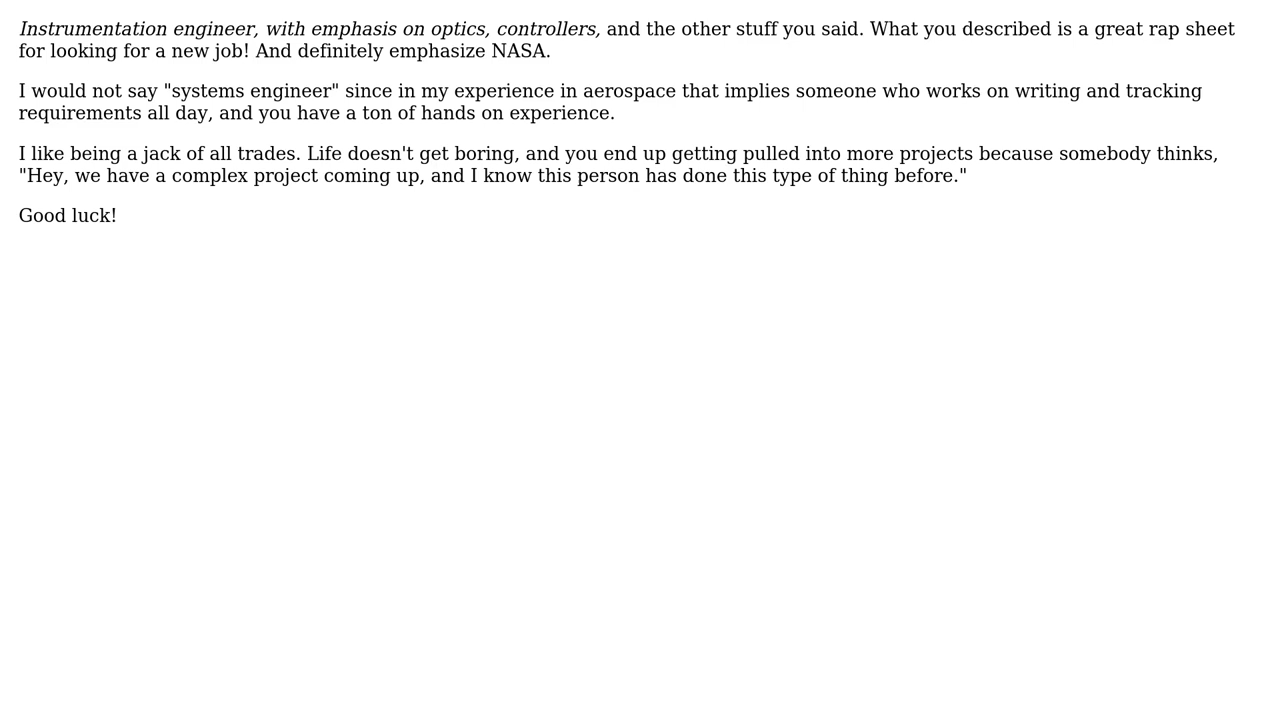 Instrumentation engineer, with emphasis on optics, controllers, and the other stuff you said. What you described is a great rap sheet
for looking for a new job! And definitely emphasize NASA.
I would not say "systems engineer" since in my experience in aerospace that implies someone who works on writing and tracking
requirements all day, and you have a ton of hands on experience.
I like being a jack of all trades. Life doesn't get boring, and you end up getting pulled into more projects because somebody thinks,
"Hey, we have a complex project coming up, and I know this person has done this type of thing before."
Good luck!